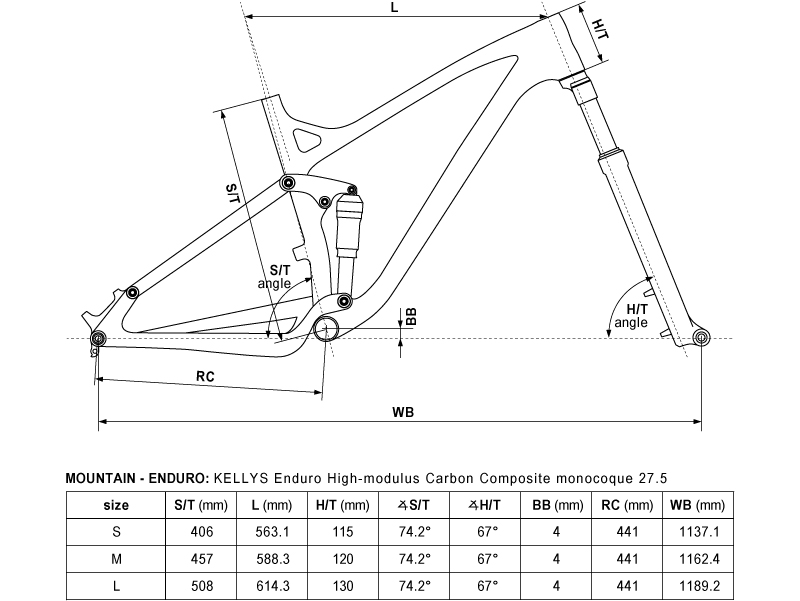 L
H/T
S/T
S/T
angle
BB
H/T
angle
RC
WB
MOUNTAIN - ENDURO: KELLYS Enduro High-modulus Carbon Composite monocoque 27.5
size S/T (mm) L (mm) H/T (mm) ∡S/T ∡H/T BB (mm) RC (mm) WB (mm)
S 406 563.1 115 74.2° 67° 4 441 1137.1
M 457 588.3 120 74.2° 67° 4 441 1162.4
L 508 614.3 130 74.2° 67° 4 441 1189.2